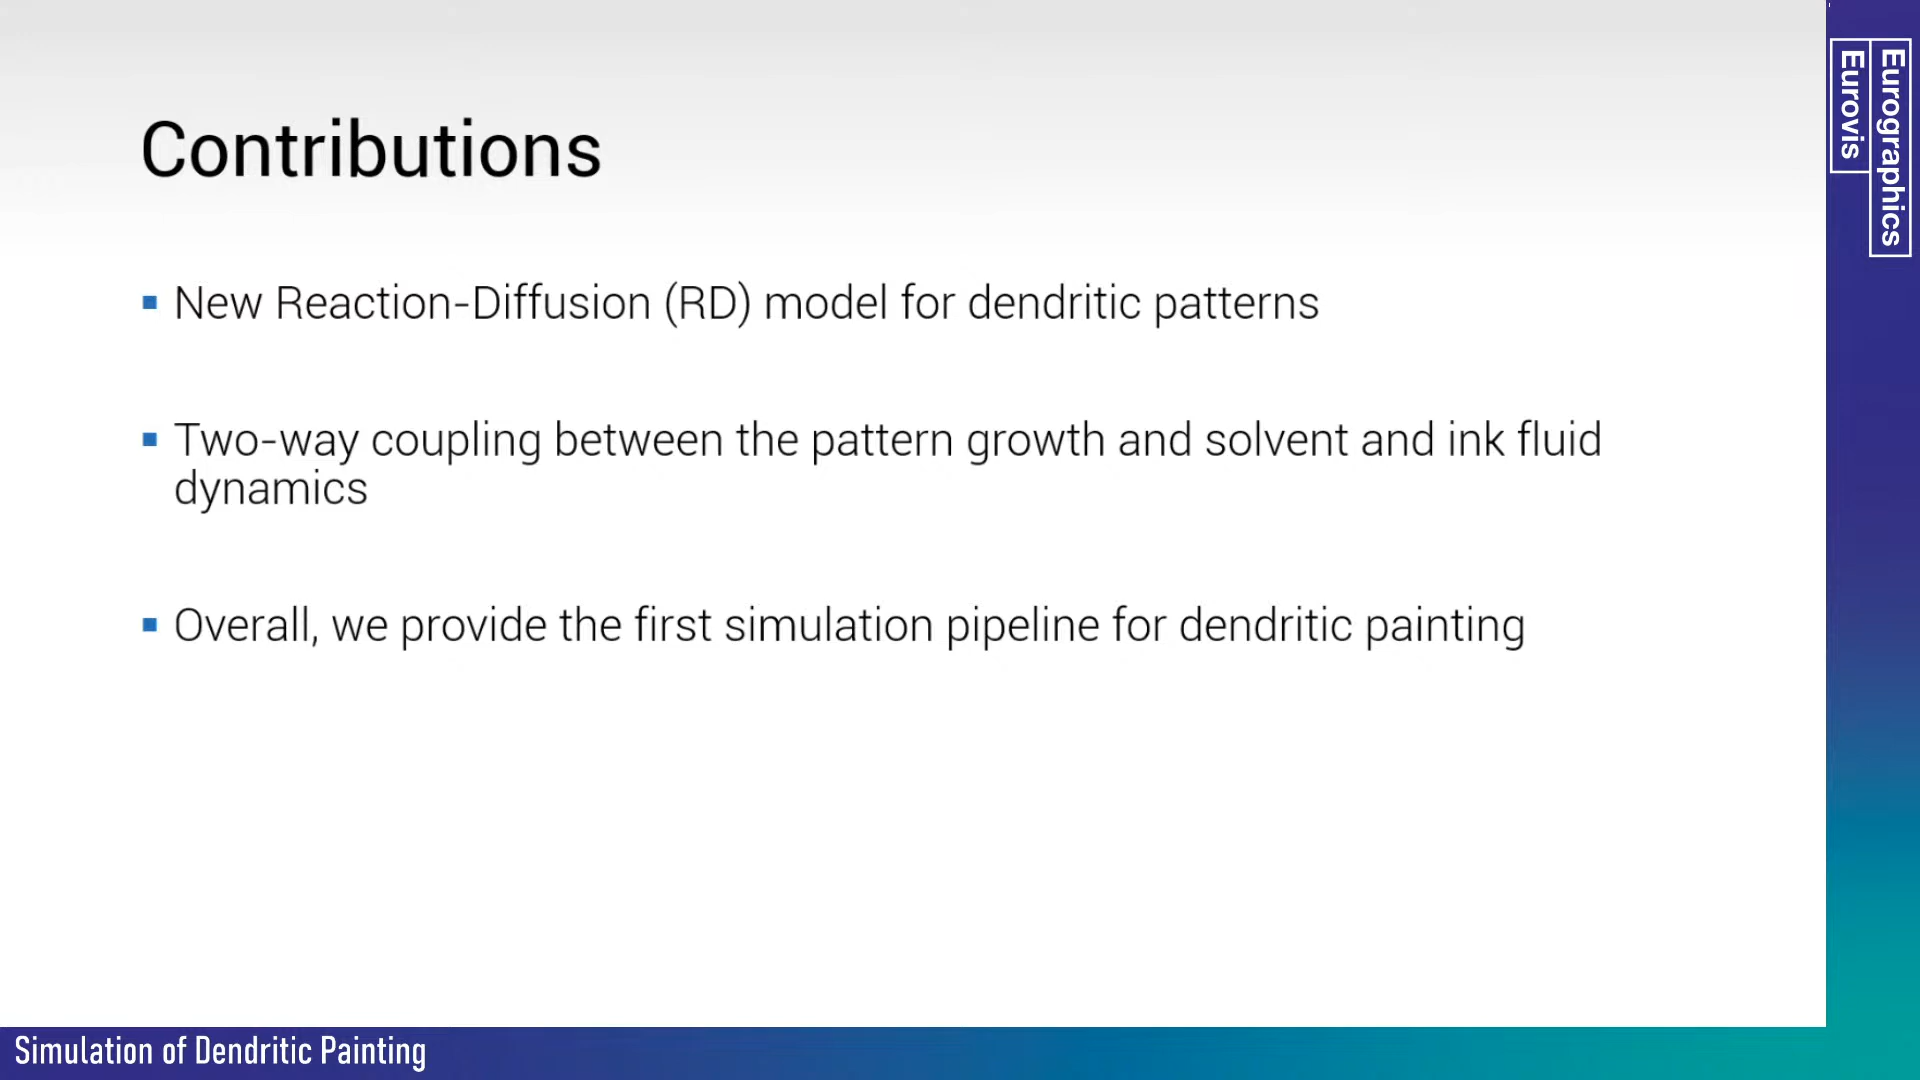 Contributions
▪ New Reaction-Diffusion (RD) model for dendritic patterns
▪ Two-way coupling between the pattern growth and solvent and ink fluid
dynamics
▪ Overall, we provide the first simulation pipeline for dendritic painting
Eurographics
Eurovis
Simulation of Dendritic Painting